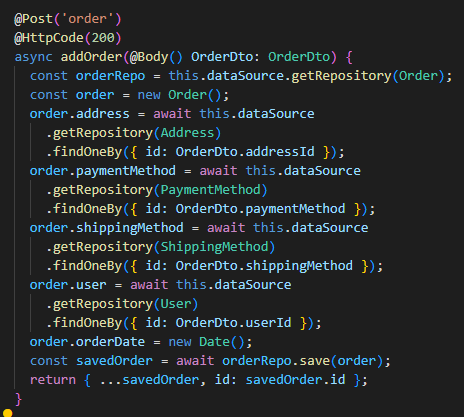 @Post('order')
@HttpCode(200)
async addOrder(@Body() OrderDto: OrderDto) {
const orderRepo = this.dataSource.getRepository(Order);
const order = new Order();
order.address = await this.dataSource
.getRepository(Address)
.findOneBy({ id: OrderDto.addressId });
order.paymentMethod = await this.dataSource
.getRepository(PaymentMethod)
.findOneBy({ id: OrderDto.paymentMethod });
order.shippingMethod = await this.dataSource
.getRepository(ShippingMethod)
.findOneBy({ id: OrderDto.shippingMethod });
order.user = await this.dataSource
.getRepository(User)
.findOneBy({ id: OrderDto.userId });
order.orderDate = new Date();
const savedOrder = await orderRepo.save(order);
return { ...savedOrder, id: savedOrder.id };
}